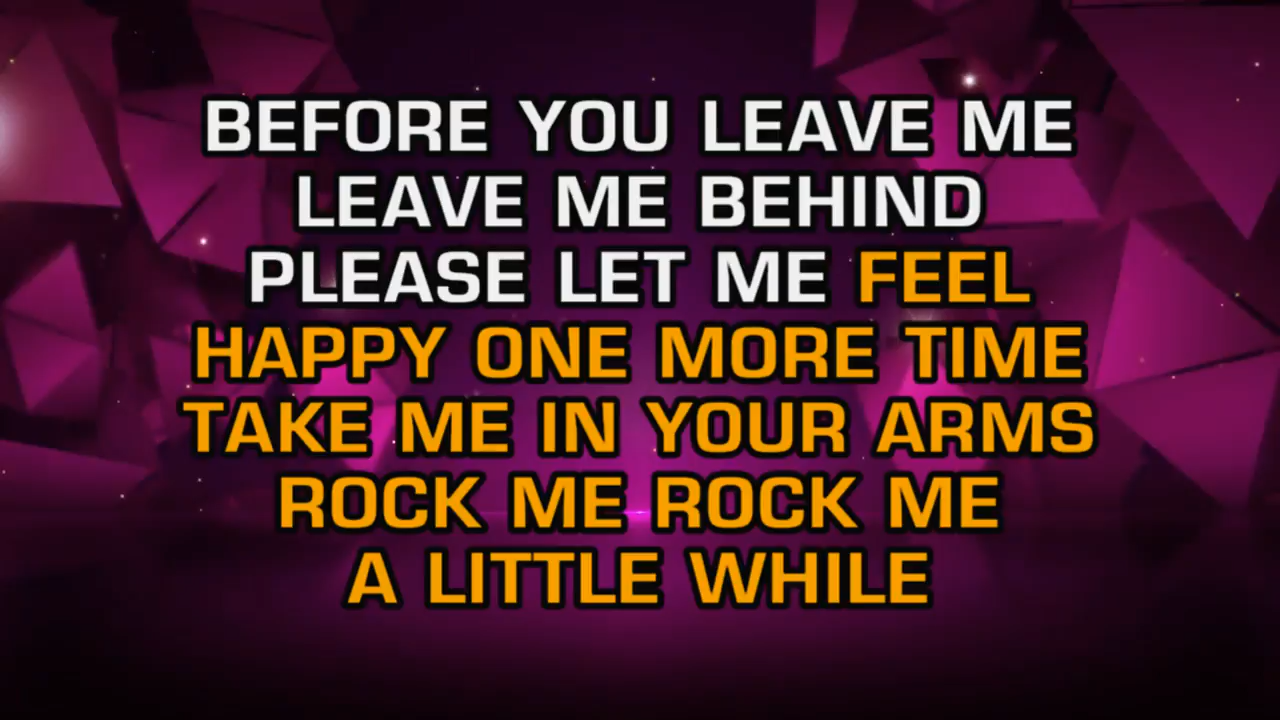 BEFORE YOU LEAVE ME
LEAVE ME BEHIND
PLEASE LET ME FEEL
HAPPY ONE MORE TIME
TAKE ME IN YOUR ARMS
ROCK ME ROCK ME
A LITTLE WHILE